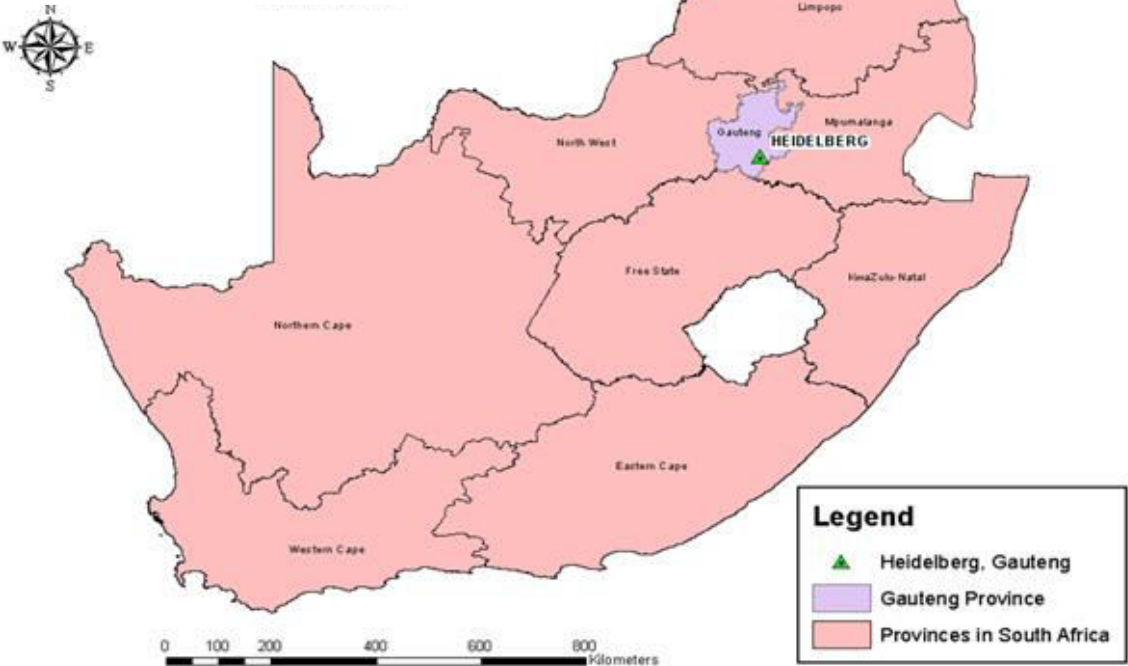 N
W E
S
Limpopo
Mpumalanga
Gauteng
HEIDELBERG
North West
Free State
KwaZulu-Natal
Northern Cape
Eastern Cape
Western Cape
Legend
Heidelberg, Gauteng
Gauteng Province
Provinces in South Africa
0 100 200 400 600 800
Kilometers